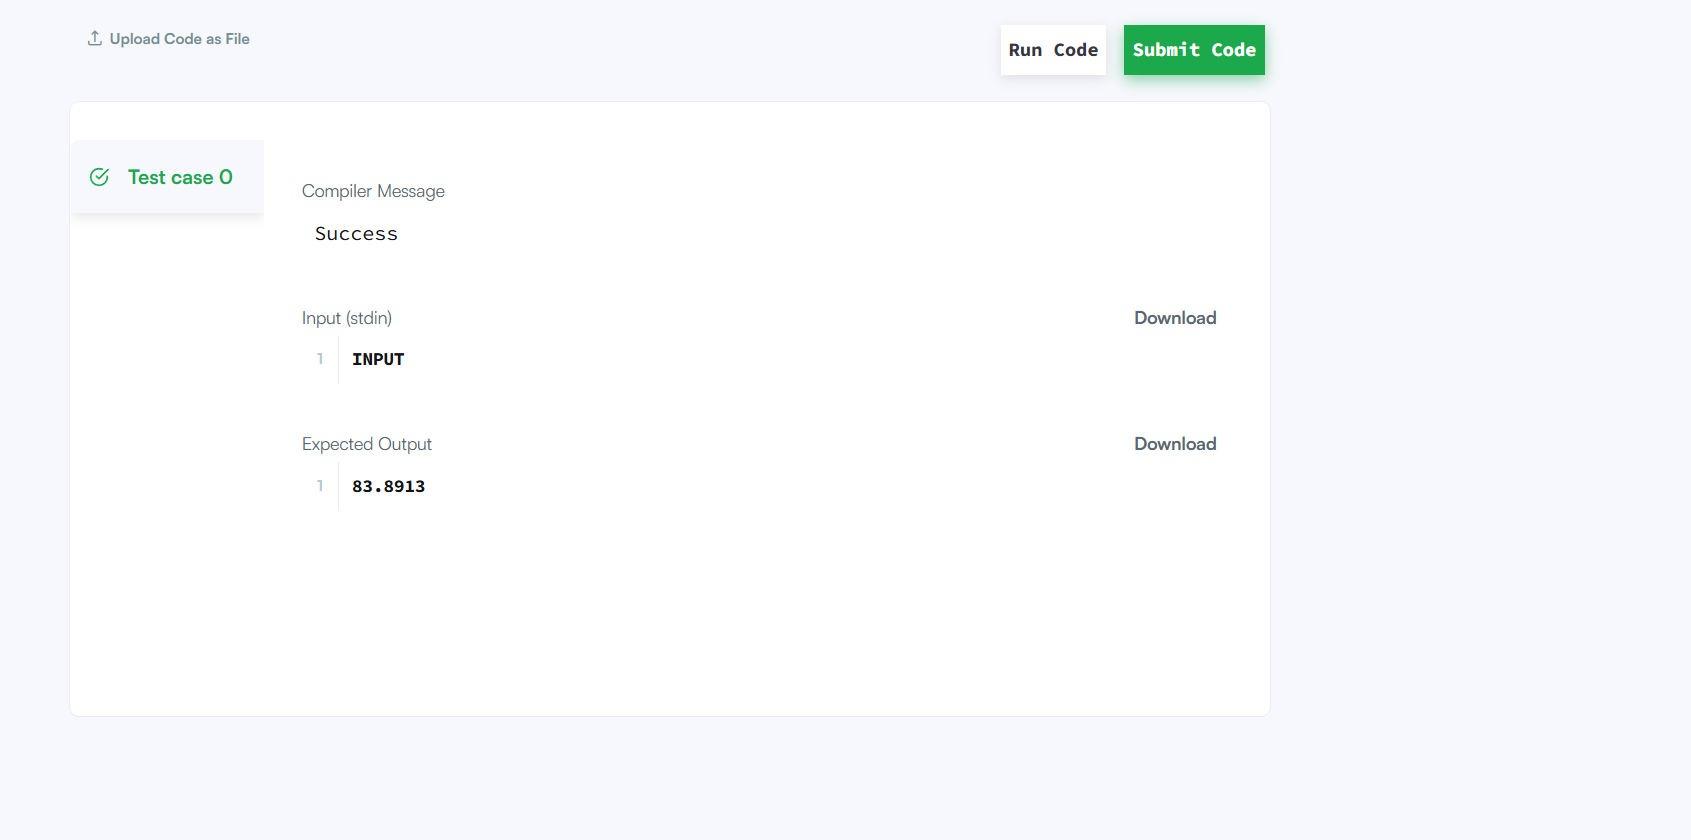 Upload Code as File
Run Code
Submit Code
Test case 0
Compiler Message
Success
Input (stdin)
Download
1
INPUT
Expected Output
Download
1
83.8913